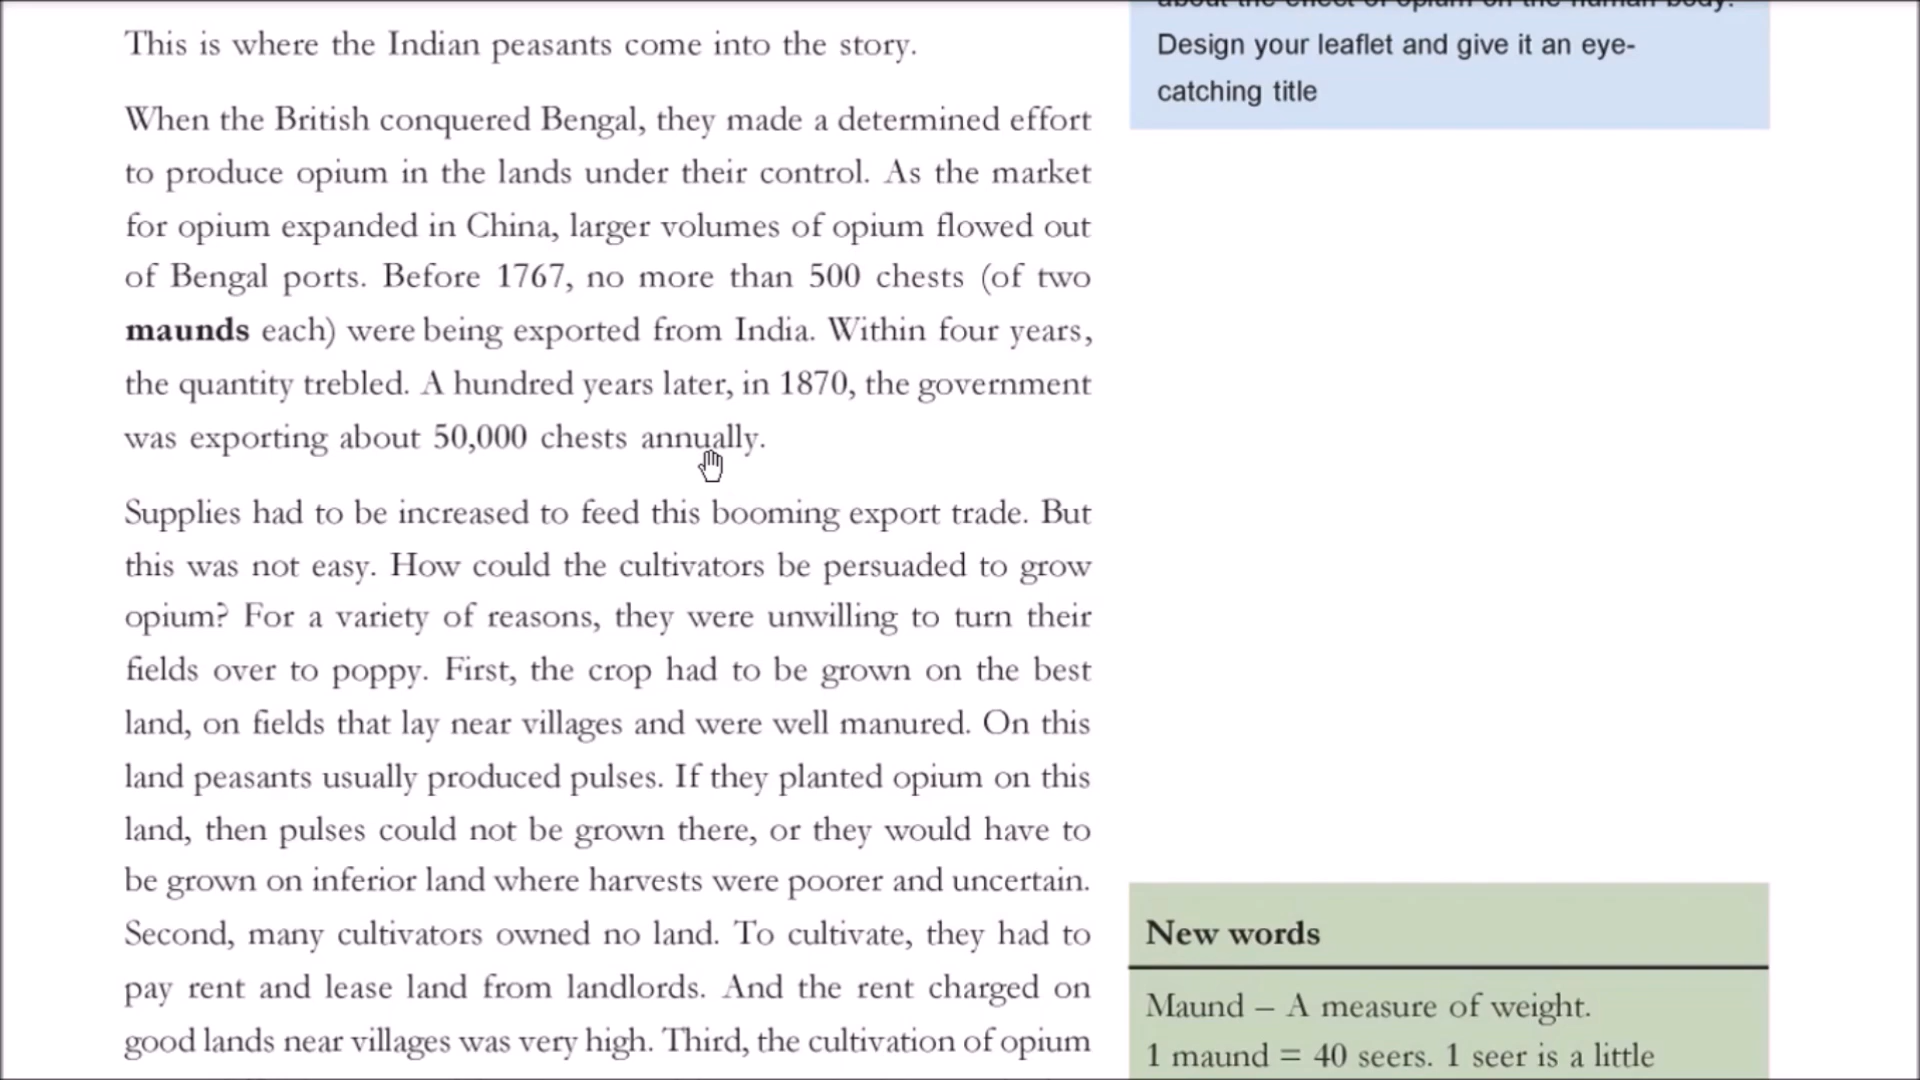 This is where the Indian peasants come into the story.
When the British conquered Bengal, they made a determined effort
to produce opium in the lands under their control. As the market
for opium expanded in China, larger volumes of opium flowed out
of Bengal ports. Before 1767, no more than 500 chests (of two
maunds each) were being exported from India. Within four years,
the quantity trebled. A hundred years later, in 1870, the government
was exporting about 50,000 chests annually.
Supplies had to be increased to feed this booming export trade. But
this was not easy. How could the cultivators be persuaded to grow
opium? For a variety of reasons, they were unwilling to turn their
fields over to poppy. First, the crop had to be grown on the best
land, on fields that lay near villages and were well manured. On this
land peasants usually produced pulses. If they planted opium on this
land, then pulses could not be grown there, or they would have to
be grown on inferior land where harvests were poorer and uncertain.
Second, many cultivators owned no land. To cultivate, they had to
pay rent and lease land from landlords. And the rent charged on
good lands near villages was very high. Third, the cultivation of opium
about the effect of opium on the human body.
Design your leaflet and give it an eye-
catching title
New words
Maund – A measure of weight.
1 maund = 40 seers. 1 seer is a little